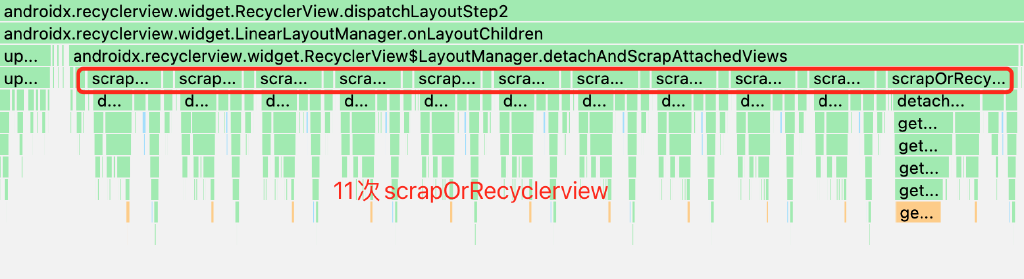 androidx.recyclerview.widget.RecyclerView.dispatchLayoutStep2
androidx.recyclerview.widget.LinearLayoutManager.onLayoutChildren
up... androidx.recyclerview.widget.RecyclerView$LayoutManager.detachAndScrapAttachedViews
up... scrap... scrap... scra... scra... scrap... scra... scra... scra... scra... scra... scrapOrRecy...
d... d... d... d... d... d... d... d... d... d... detach...
get...
get...
get...
11次 scrapOrRecyclerview get...
ge...